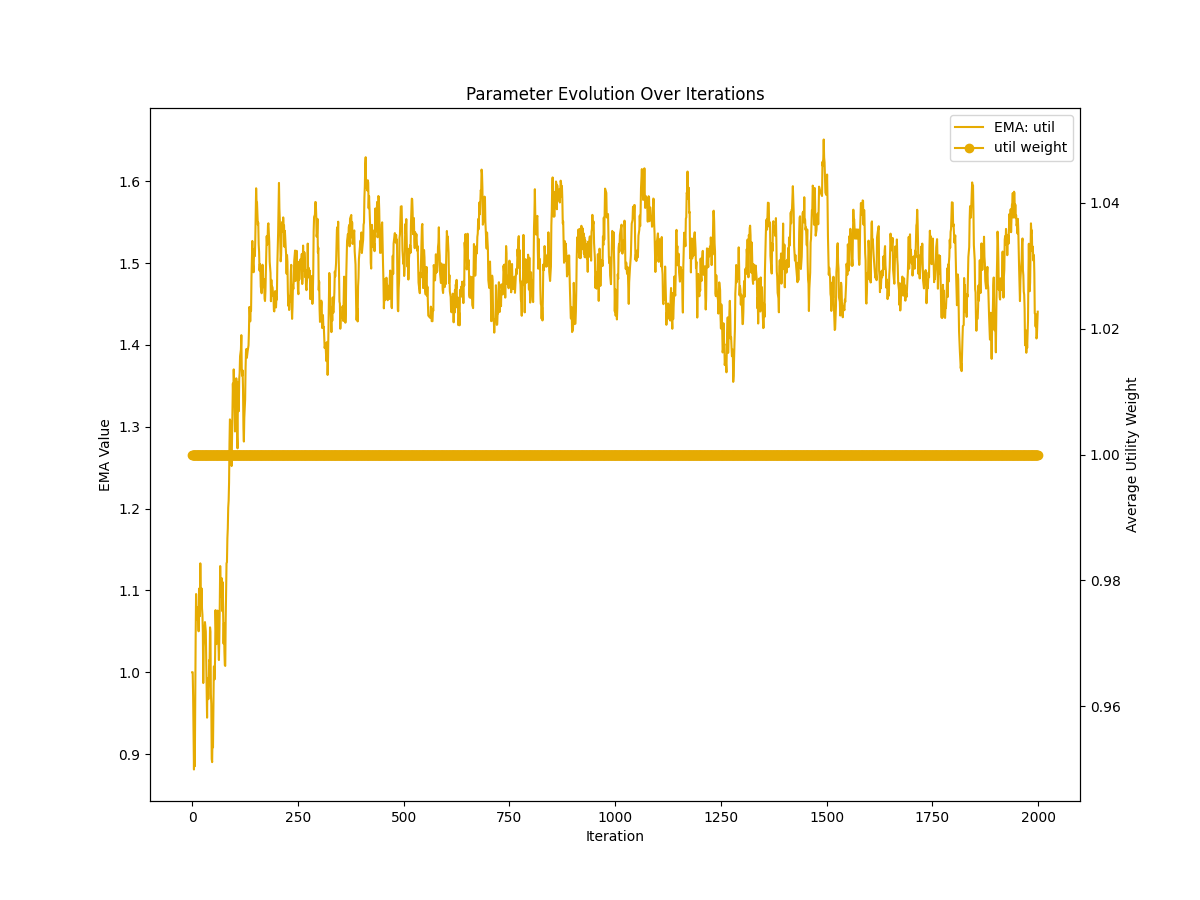 Parameter Evolution Over Iterations
EMA: util
util weight
EMA Value
1.6
1.5
1.4
1.3
1.2
1.1
1.0
0.9
1.04
1.02
1.00
0.98
0.96
Average Utility Weight
0 250 500 750 1000 1250 1500 1750 2000
Iteration